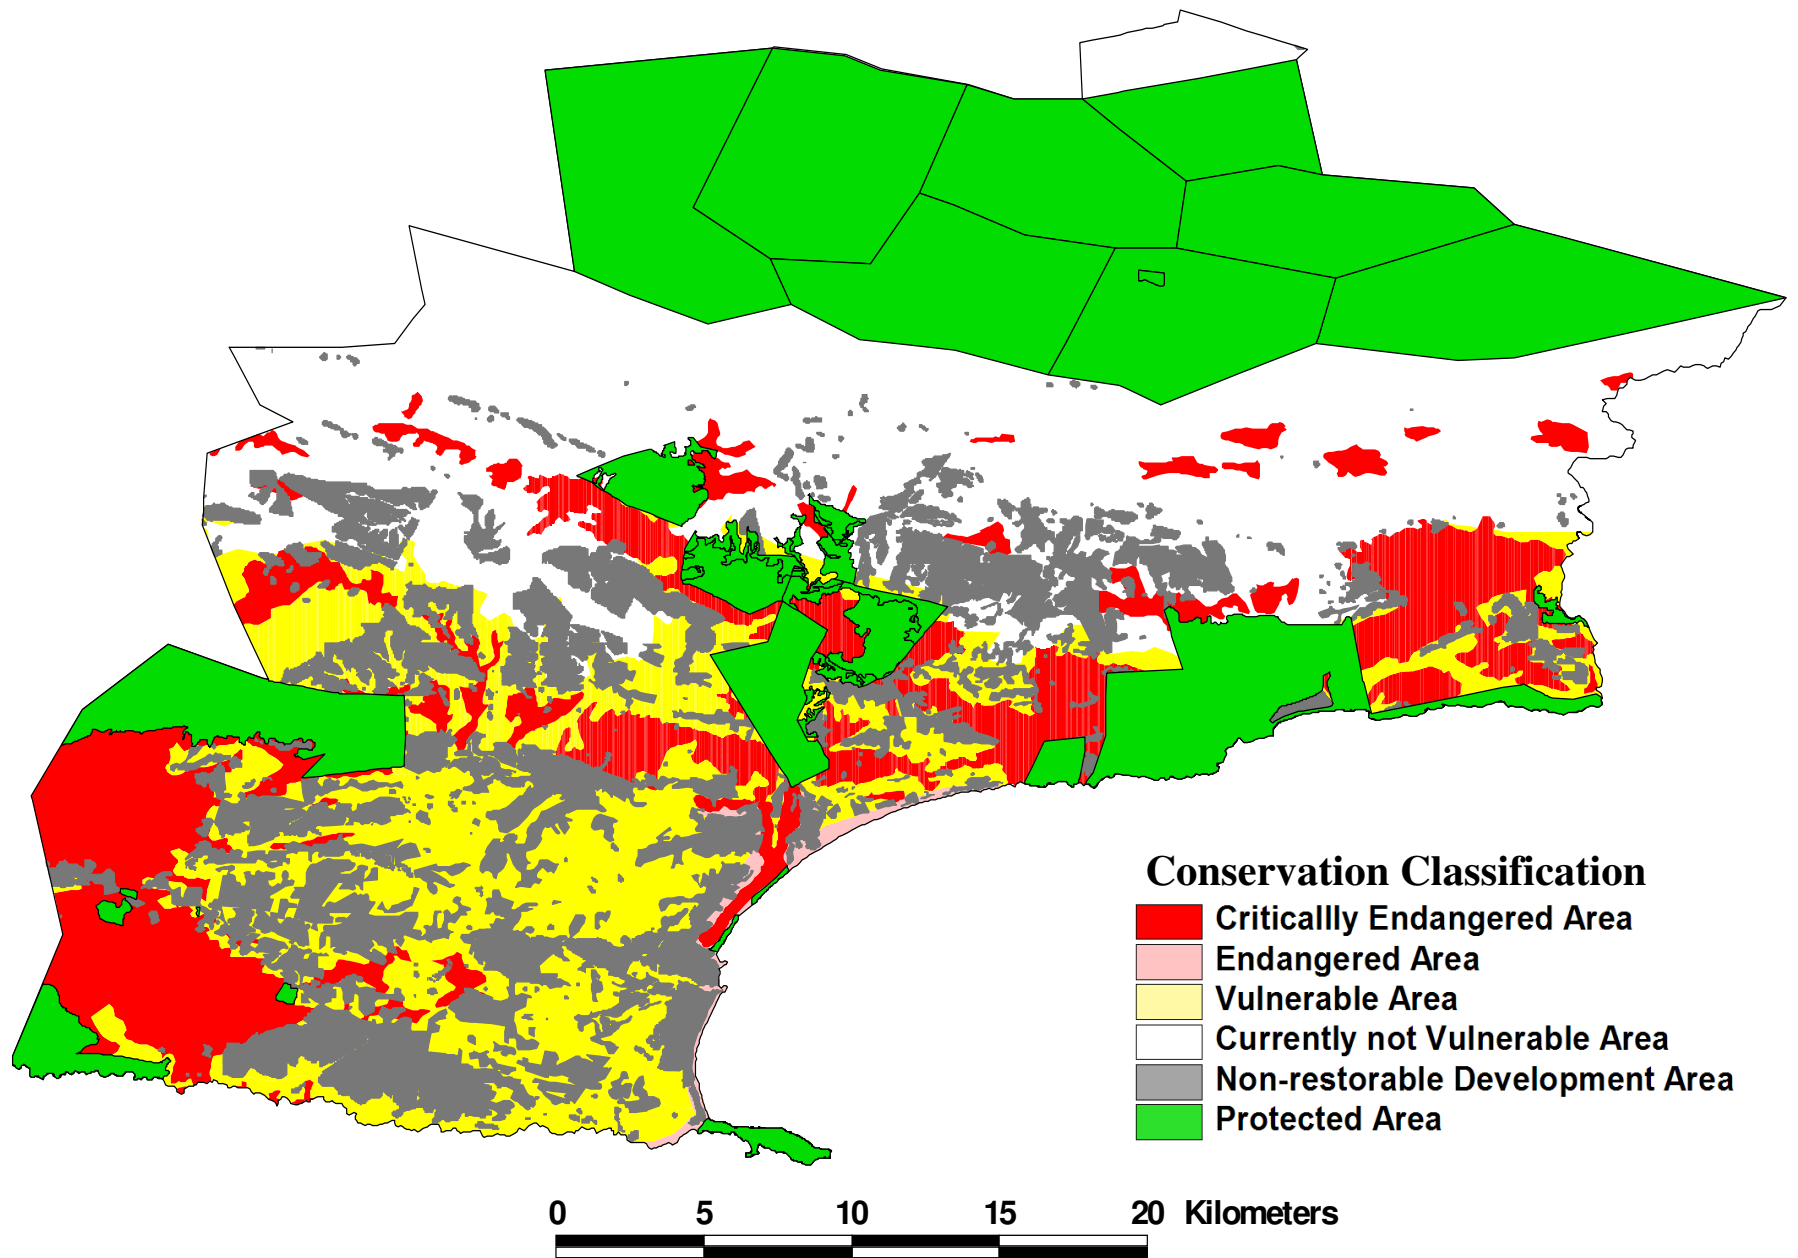 Conservation Classification
Criticallly Endangered Area
Endangered Area
Vulnerable Area
Currently not Vulnerable Area
Non-restorable Development Area
Protected Area
0 5 10 15 20 Kilometers